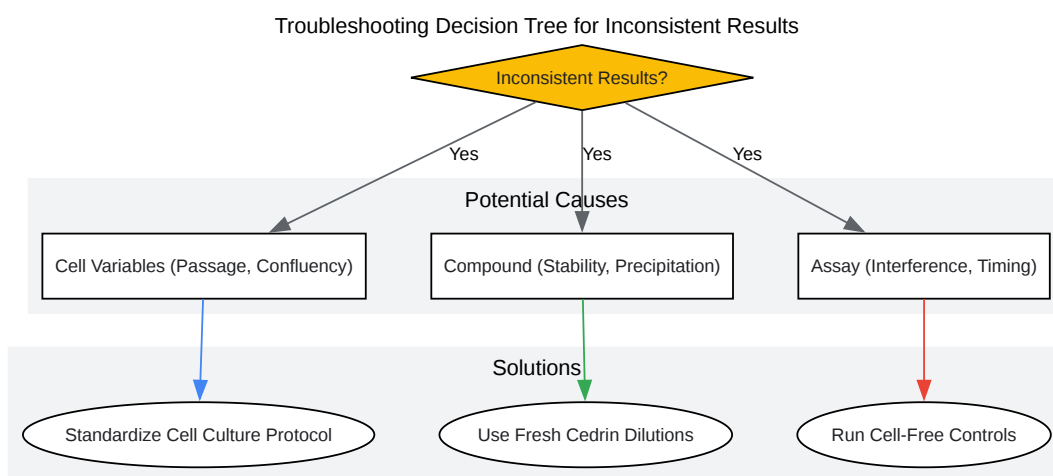 Troubleshooting Decision Tree for Inconsistent Results
Inconsistent Results?
Yes
Yes
Yes
Potential Causes
Cell Variables (Passage, Confluency)
Compound (Stability, Precipitation)
Assay (Interference, Timing)
Solutions
Standardize Cell Culture Protocol
Use Fresh Cedrin Dilutions
Run Cell-Free Controls